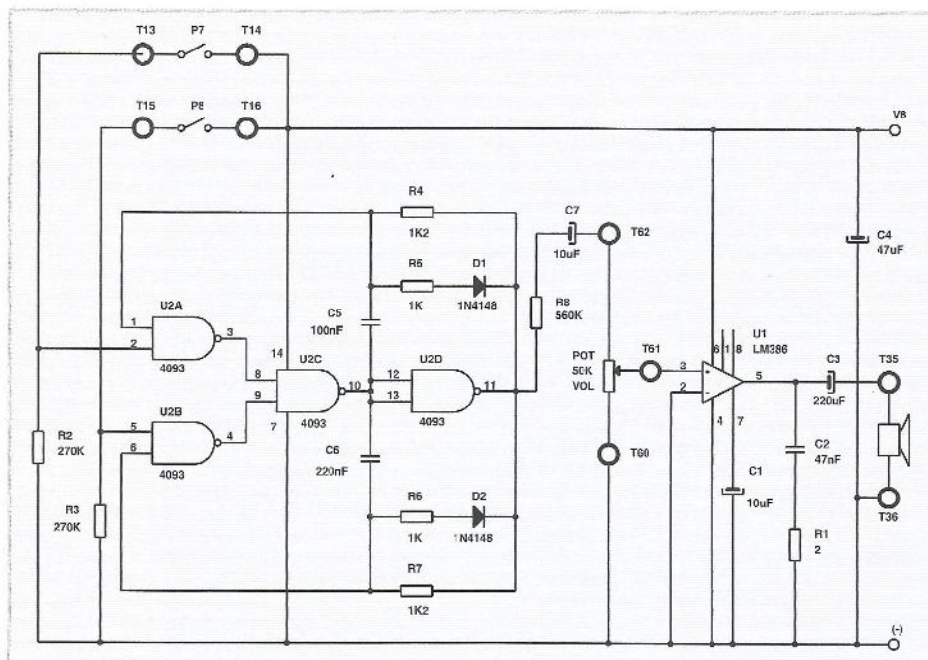 T13 P7 T14
T15 P8 T16
V8
R4
1K2
C7
10uF
T62
R5 D1
1K 1N4148
C4
47uF
U2A
1
2
3
4093
C5
100nF
R8
560K
14
U2C
8
9
10
4093
7
U2D
12
13
11
4093
POT
50K
VOL
T61
U1
LM386
6 1 8
3
2
5
4 7
C3
220uF
T35
U2B
5
6
4
4093
R2
270K
R3
270K
C6
220nF
T60
C1
10uF
C2
47nF
T36
R6 D2
1K 1N4148
R1
2
R7
1K2
(-)